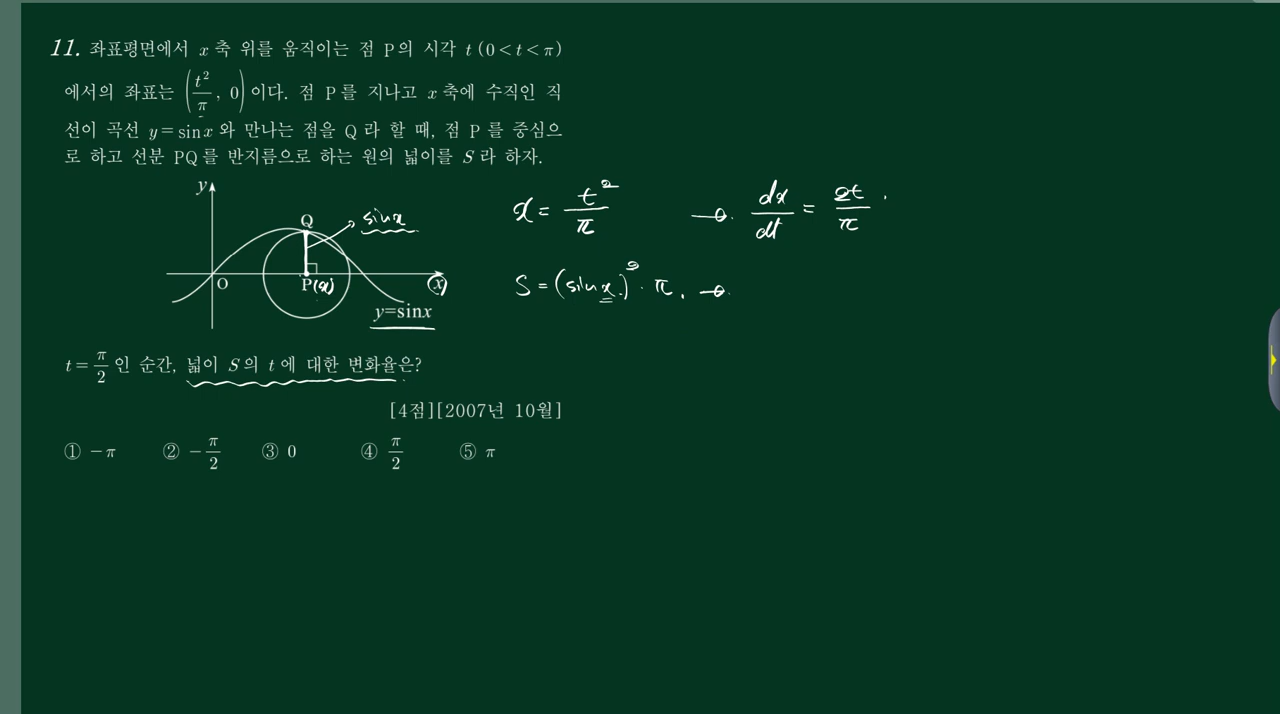 11. 좌표평면에서 x축 위를 움직이는 점 P의 시각 t (0<t<π)
에서의 좌표는 (t²/π, 0)이다. 점 P를 지나고 x축에 수직인 직
선이 곡선 y=sinx와 만나는 점을 Q라 할 때, 점 P를 중심으
로 하고 선분 PQ를 반지름으로 하는 원의 넓이를 S라 하자.
y
Q
sinx
O
P(x)
(x)
y=sinx
x = t²/π → dx/dt = 2t/π.
S = (sinx)²·π. →
t=π/2인 순간, 넓이 S의 t에 대한 변화율은?
[4점][2007년 10월]
① −π ② −π/2 ③ 0 ④ π/2 ⑤ π